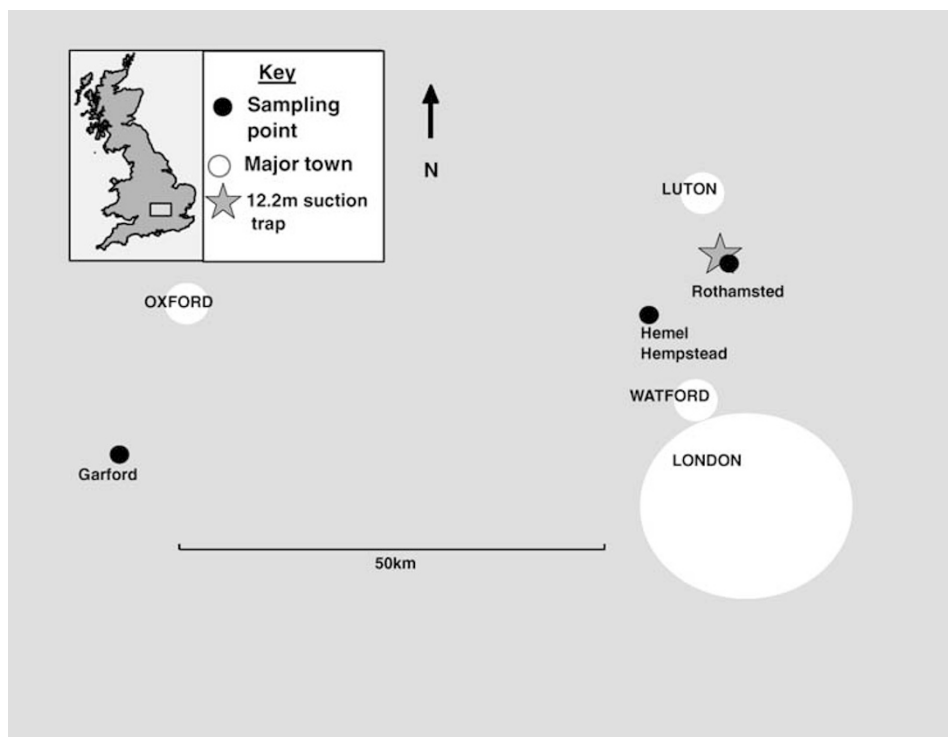 Key
Sampling
point
Major town
12.2m suction
trap
N
LUTON
Rothamsted
OXFORD
Hemel
Hempstead
WATFORD
LONDON
Garford
50km